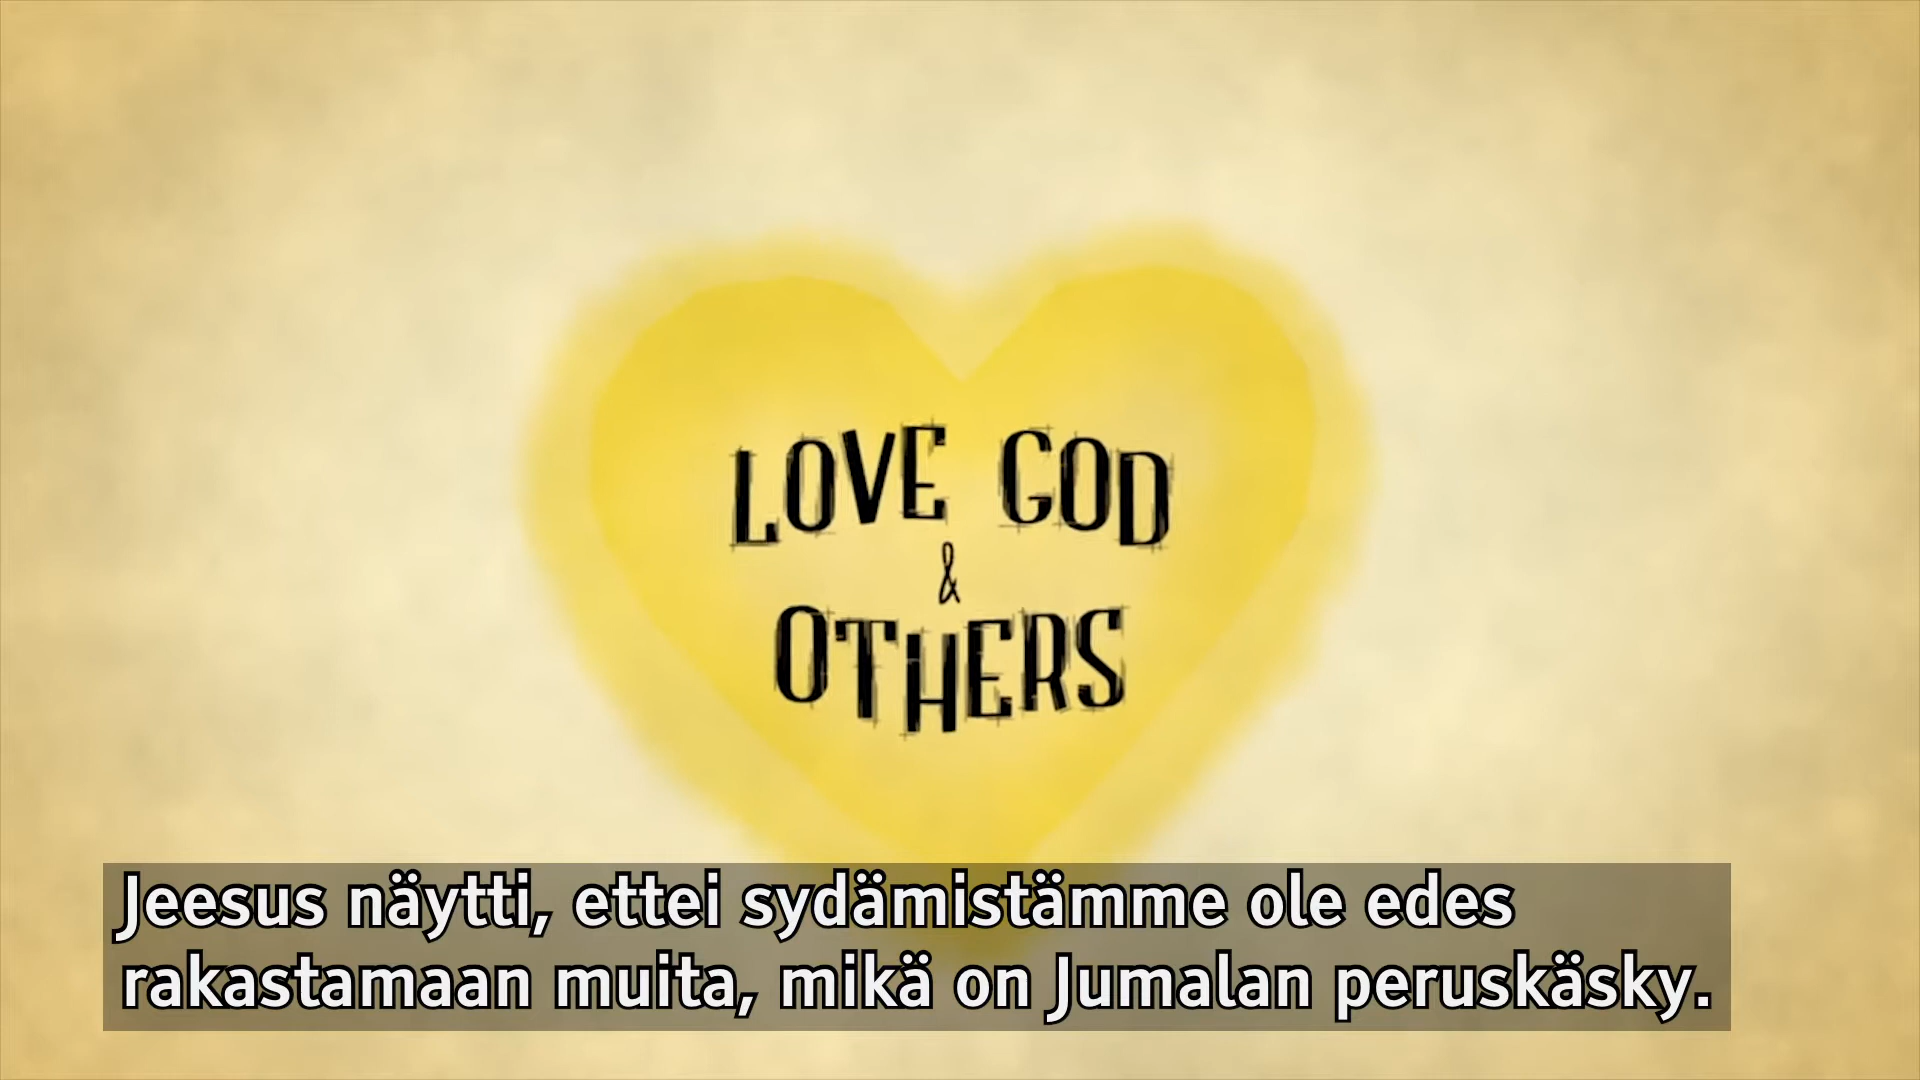 LOVE GOD
&
OTHERS
Jeesus näytti, ettei sydämistämme ole edes
rakastamaan muita, mikä on Jumalan peruskäsky.